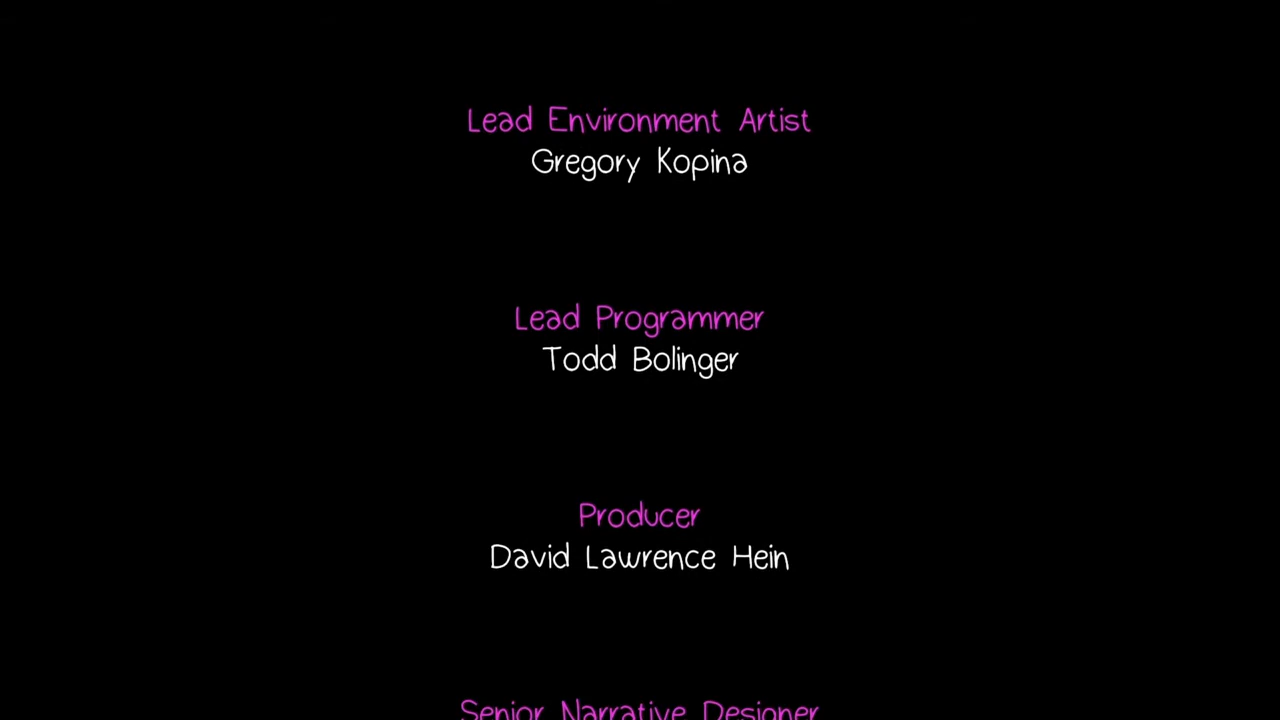 Lead Environment Artist
Gregory Kopina
Lead Programmer
Todd Bolinger
Producer
David Lawrence Hein
Senior Narrative Designer